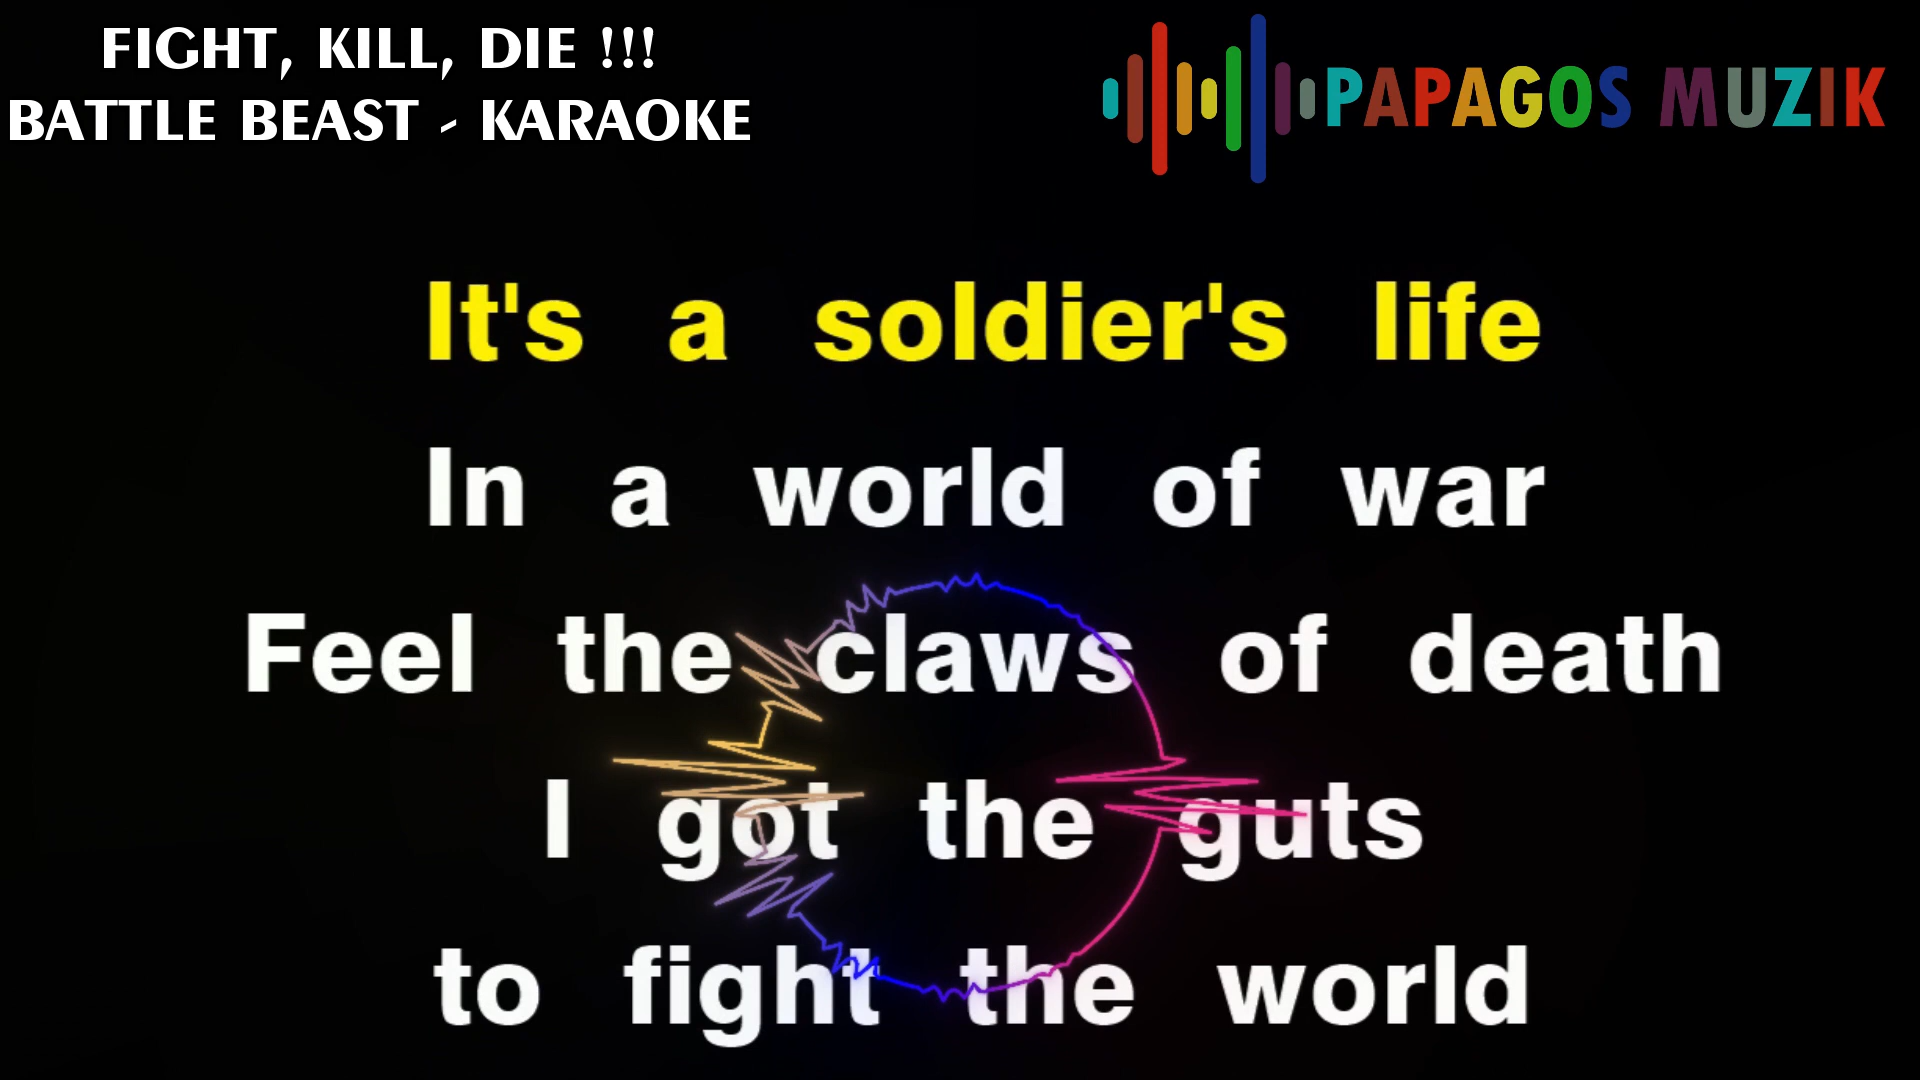 FIGHT, KILL, DIE !!!
BATTLE BEAST - KARAOKE
PAPAGOS MUZIK
It's a soldier's life
In a world of war
Feel the claws of death
I got the guts
to fight the world